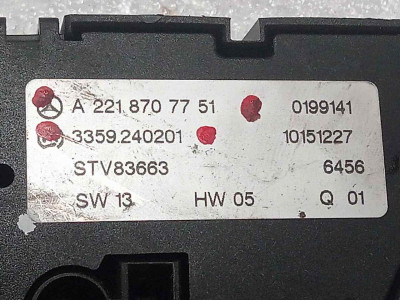 A 221 870 77 51 0199141
3359.240201 10151227
STV83663 6456
SW 13 HW 05 Q 01